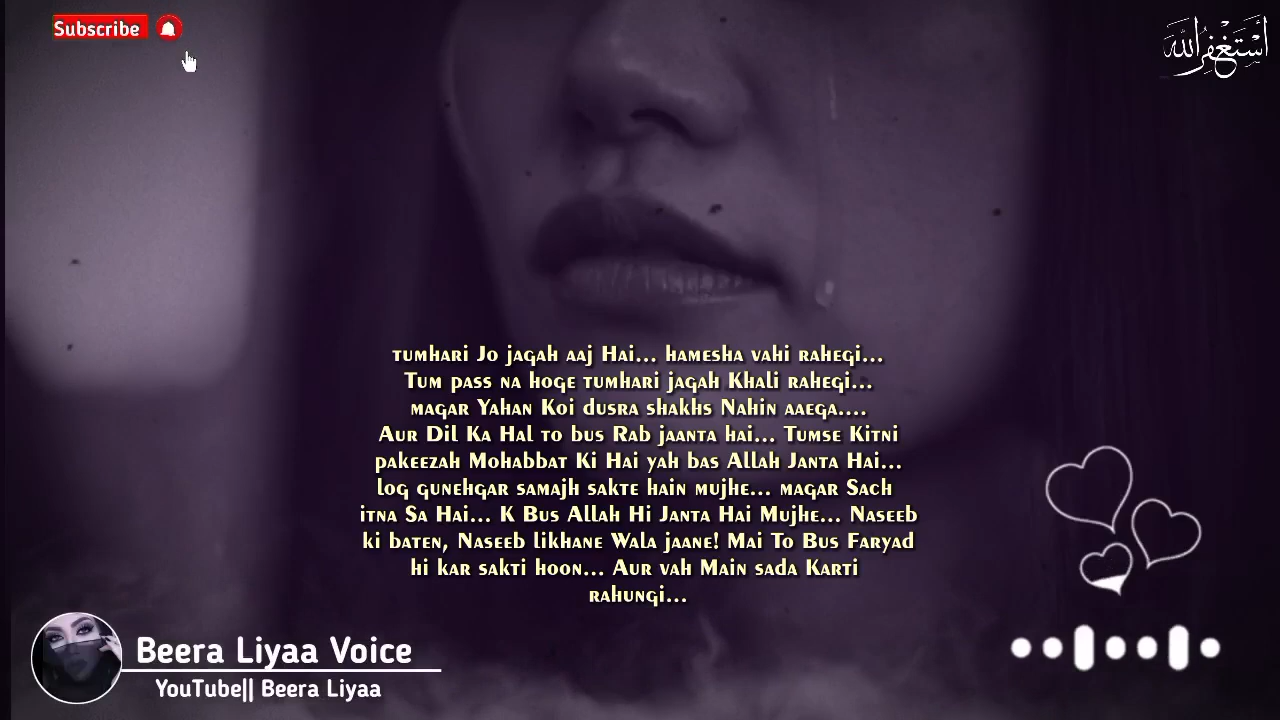 Subscribe
أستغفر الله
tumhari Jo jagah aaj Hai... hamesha vahi rahegi...
Tum pass na hoge tumhari jagah Khali rahegi...
magar Yahan Koi dusra shakhs Nahin aaega....
Aur Dil Ka Hal to bus Rab jaanta hai... Tumse Kitni
pakeezah Mohabbat Ki Hai yah bas Allah Janta Hai...
log gunehgar samajh sakte hain mujhe... magar Sach
itna Sa Hai... K Bus Allah Hi Janta Hai Mujhe... Naseeb
ki baten, Naseeb likhane Wala jaane! Mai To Bus Faryad
hi kar sakti hoon... Aur vah Main sada Karti
rahungi...
Beera Liyaa Voice
YouTube|| Beera Liyaa